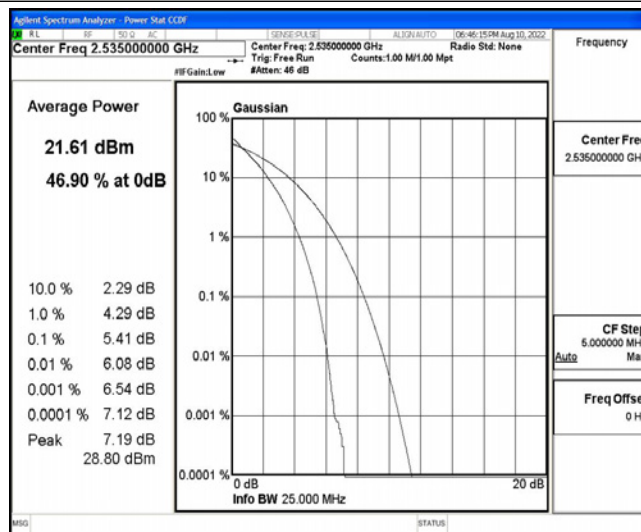 Agilent Spectrum Analyzer - Power Stat CCDF
RL RF 50 Ω AC SENSE:PULSE ALIGN AUTO 06:46:15 PM Aug 10, 2022
Center Freq 2.535000000 GHz
Center Freq: 2.535000000 GHz Radio Std: None
Trig: Free Run Counts:1.00 M/1.00 Mpt
#IFGain:Low #Atten: 46 dB
Frequency
Average Power
21.61 dBm
46.90 % at 0dB
10.0 % 2.29 dB
1.0 % 4.29 dB
0.1 % 5.41 dB
0.01 % 6.08 dB
0.001 % 6.54 dB
0.0001 % 7.12 dB
Peak 7.19 dB
28.80 dBm
Gaussian
100 %
10 %
1 %
0.1 %
0.01 %
0.001 %
0.0001 %
0 dB 20 dB
Info BW 25.000 MHz
Center Fre
2.535000000 GH
CF Step
5.000000 MH
Auto Ma
Freq Offse
0 H
MSG STATUS